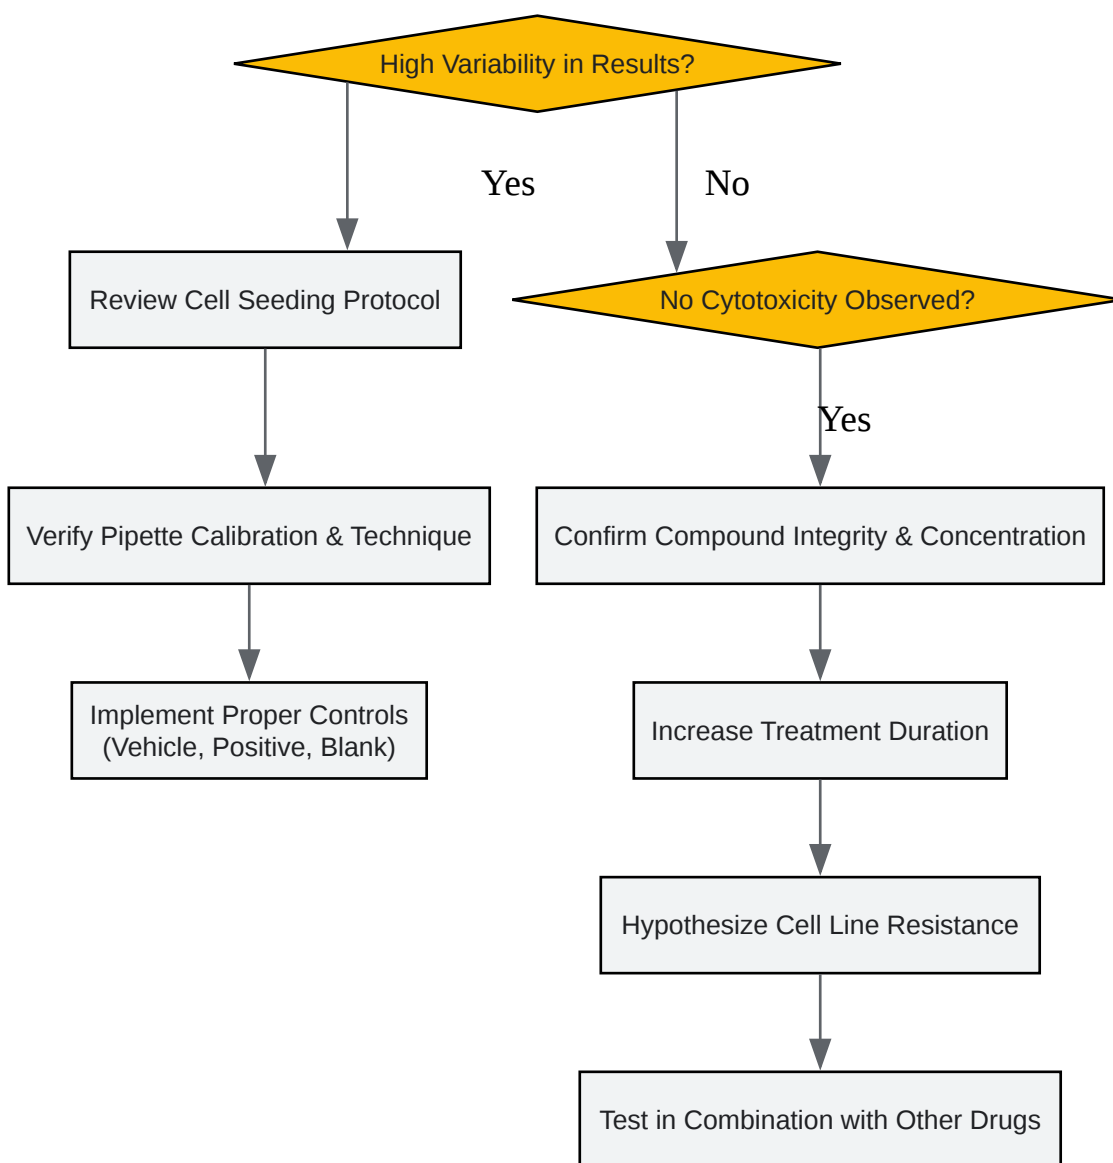 High Variability in Results?
Yes
No
Review Cell Seeding Protocol
No Cytotoxicity Observed?
Yes
Verify Pipette Calibration & Technique
Confirm Compound Integrity & Concentration
Implement Proper Controls
(Vehicle, Positive, Blank)
Increase Treatment Duration
Hypothesize Cell Line Resistance
Test in Combination with Other Drugs